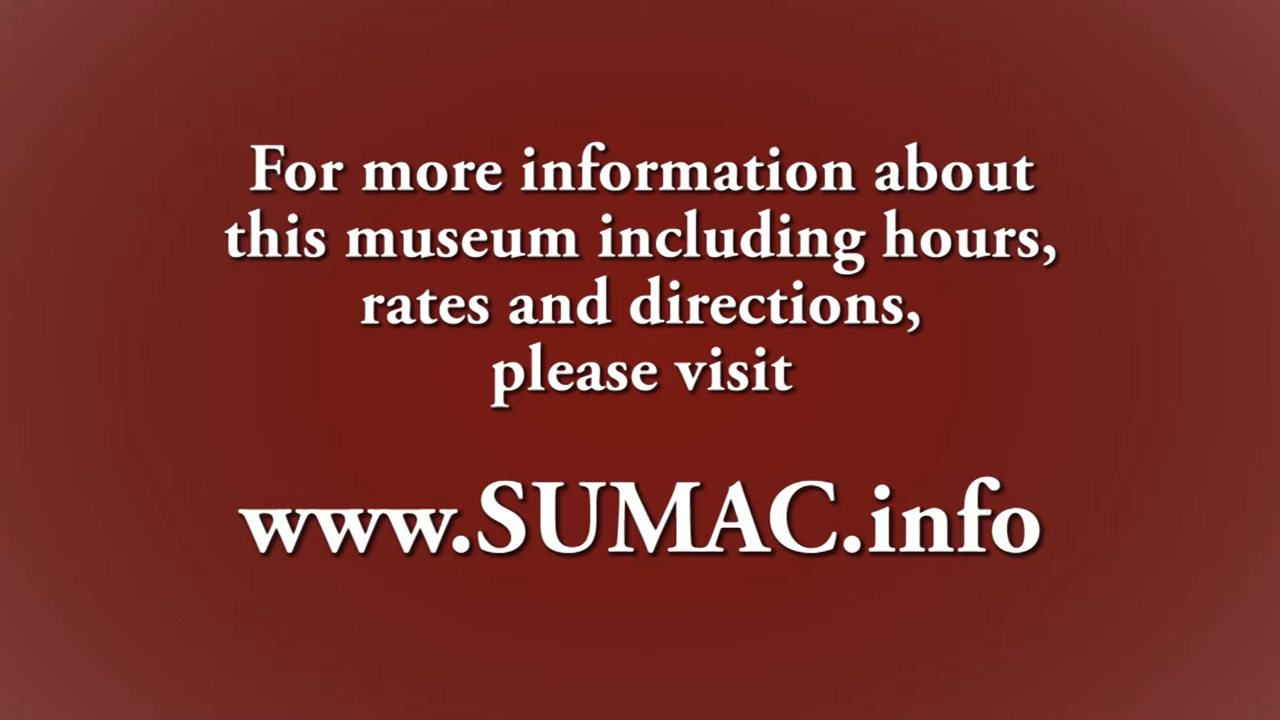 For more information about
this museum including hours,
rates and directions,
please visit
www.SUMAC.info